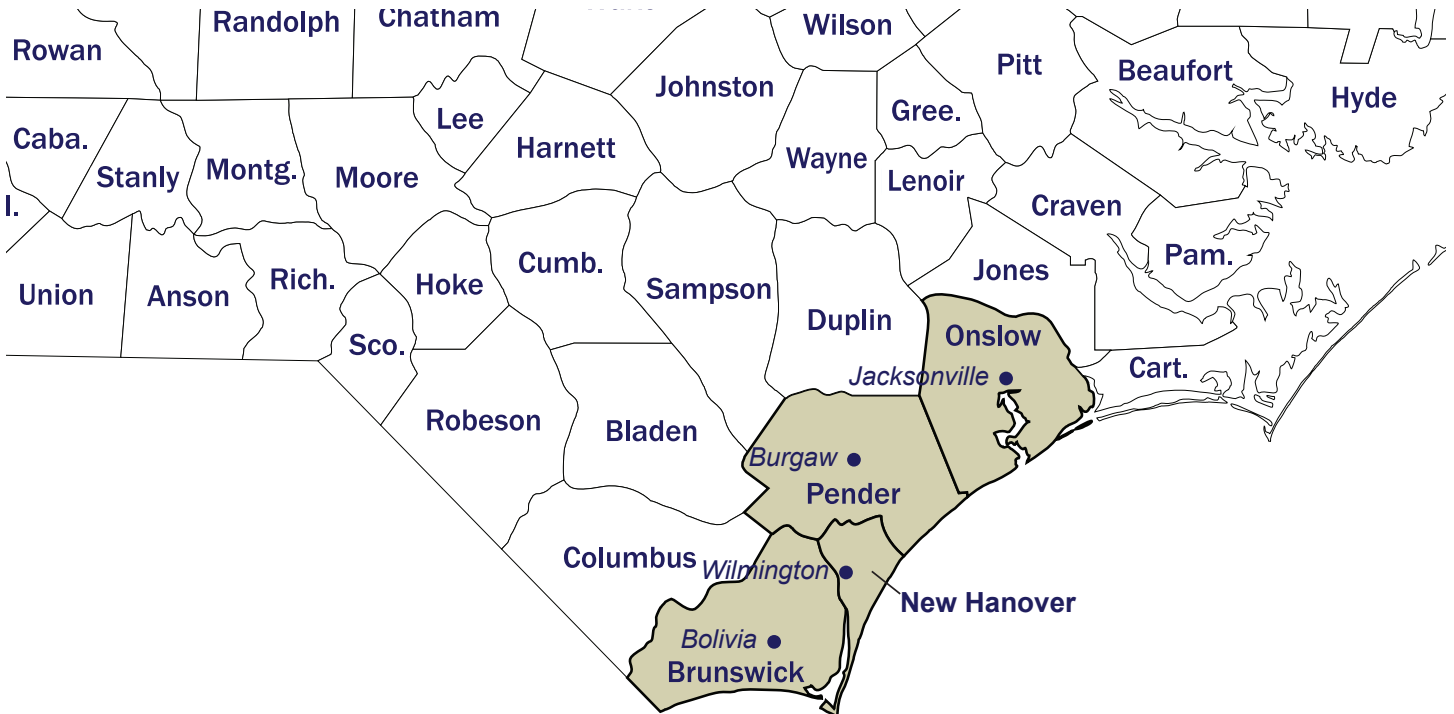 Randolph
Chatham
Wilson
Rowan
Pitt
Beaufort
Johnston
Hyde
Lee
Gree.
Caba.
Harnett
Wayne
Stanly
Montg.
Moore
Lenoir
l.
Craven
Pam.
Cumb.
Jones
Rich.
Hoke
Sampson
Union
Anson
Duplin
Onslow
Sco.
Cart.
Jacksonville
Robeson
Bladen
Burgaw
Pender
Columbus
Wilmington
New Hanover
Bolivia
Brunswick